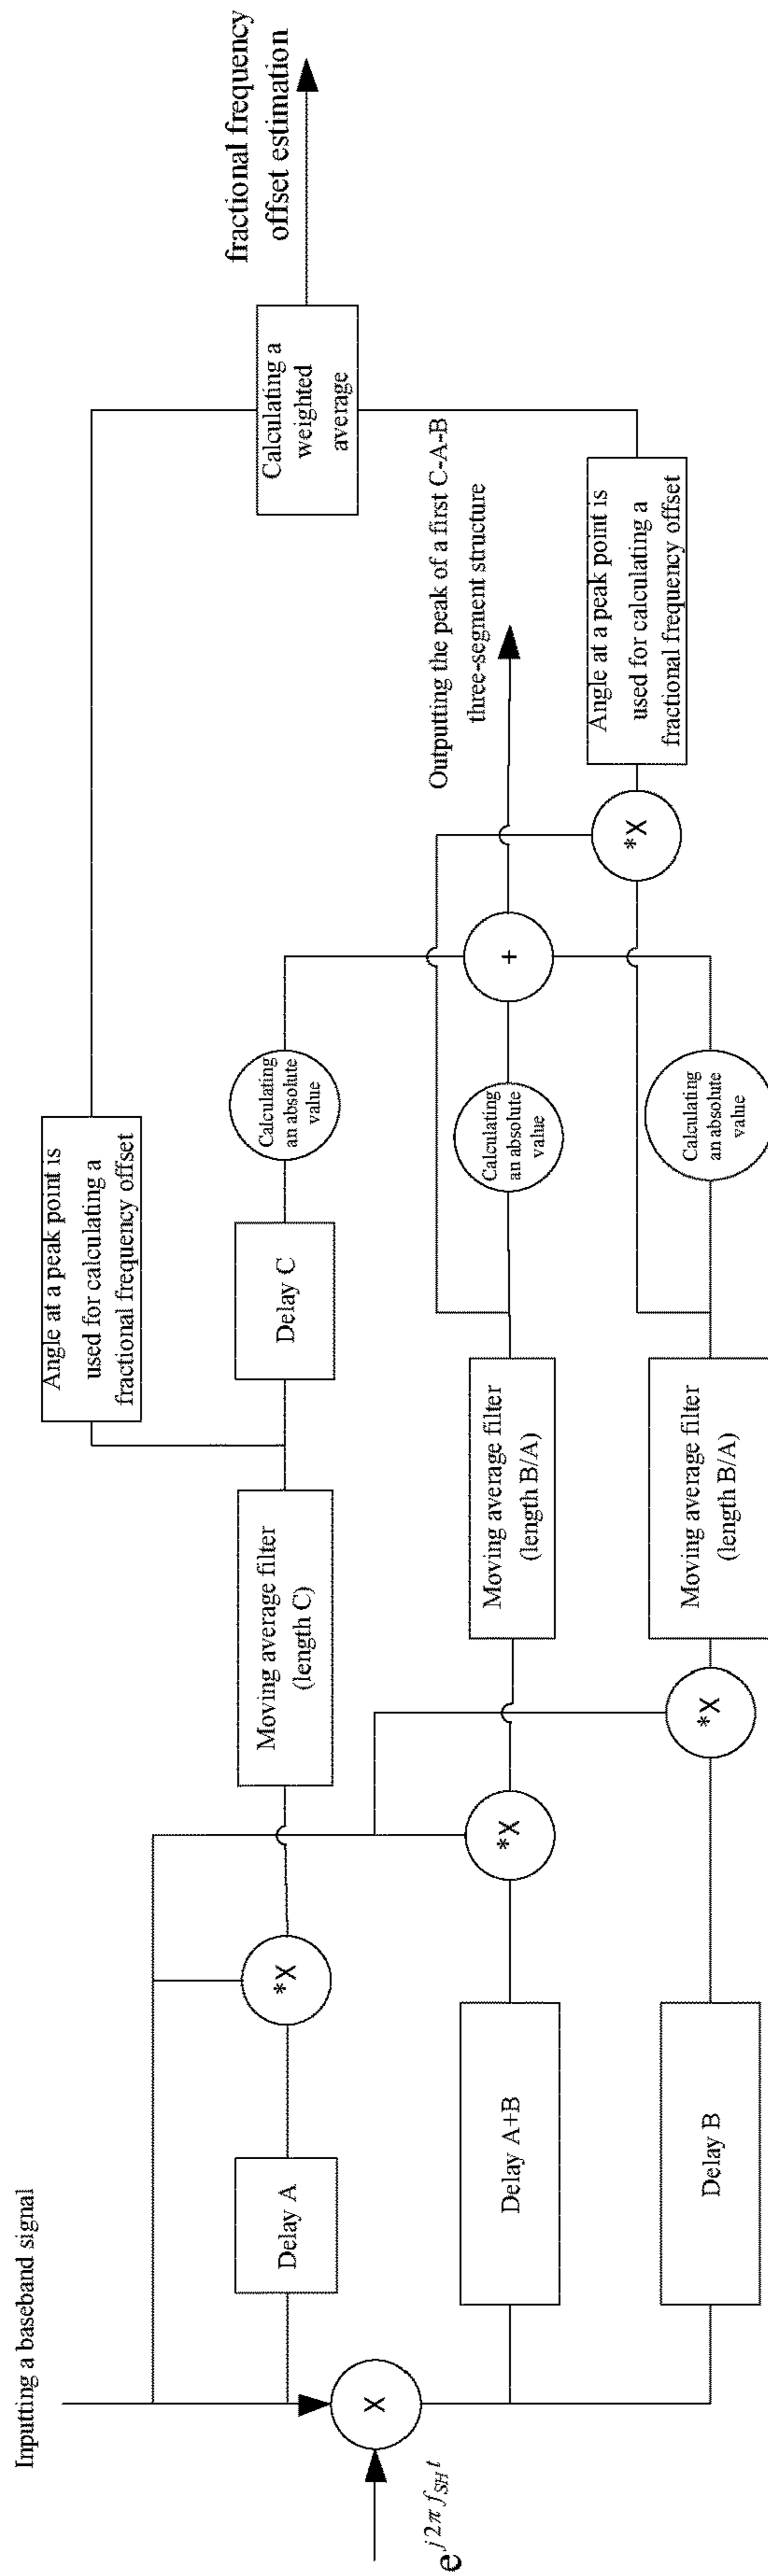 Inputting a baseband signal
e^{j2πf_{SH}t}
X
Delay A
Delay A+B
Delay B
*X
*X
*X
Moving average filter
(length C)
Moving average filter
(length B/A)
Moving average filter
(length B/A)
Angle at a peak point is
used for calculating a
fractional frequency offset
Delay C
Calculating
an absolute
value
Calculating
an absolute
value
Calculating
an absolute
value
+
*X
Outputting the peak of a first C-A-B
three-segment structure
Angle at a peak point is
used for calculating a
fractional frequency offset
Calculating a
weighted
average
fractional frequency
offset estimation